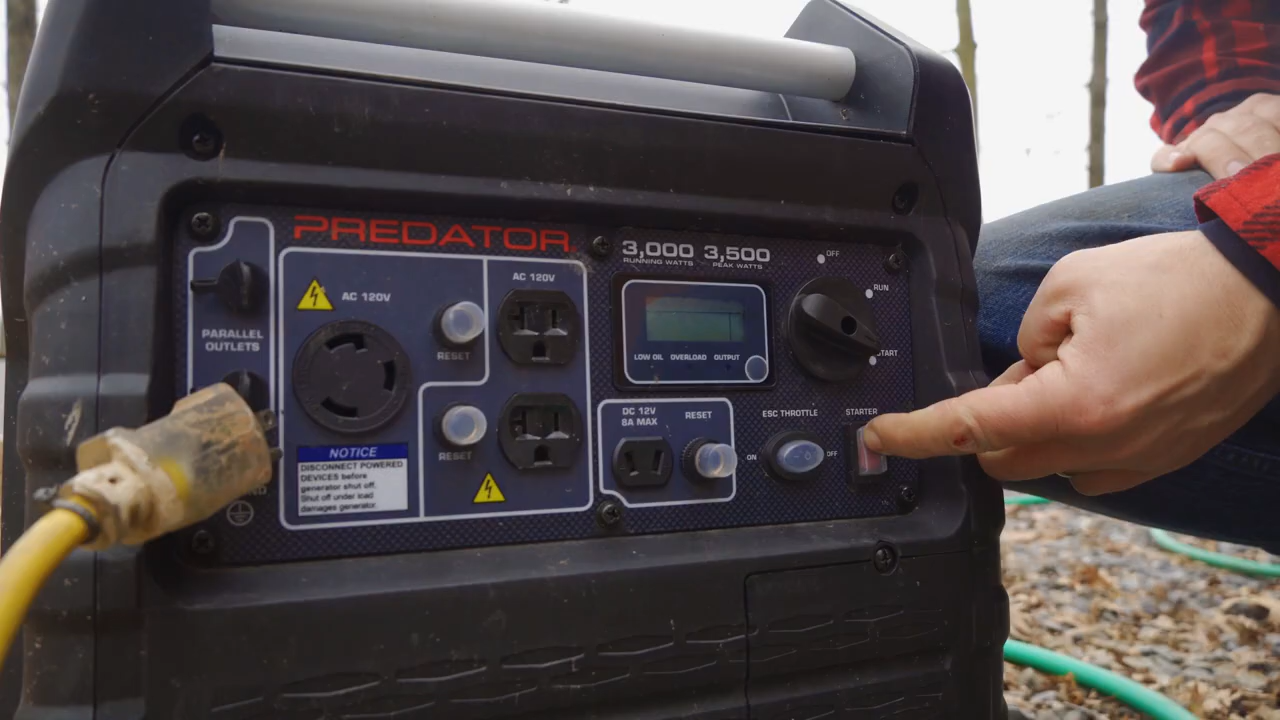 PREDATOR
3,000 3,500
RUNNING WATTS PEAK WATTS
OFF
RUN
START
PARALLEL
OUTLETS
AC 120V
RESET
AC 120V
RESET
NOTICE
DISCONNECT POWERED
DEVICES before
generator shut off.
Shut off under load
damages generator
LOW OIL OVERLOAD OUTPUT
DC 12V
8A MAX
RESET
ESC THROTTLE
ON
OFF
STARTER